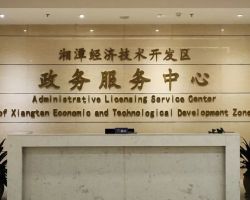 湘潭经济技术开发区
政务服务中心
Administrative Licensing Service Center
of Xiangtan Economic and Technological Development Zone